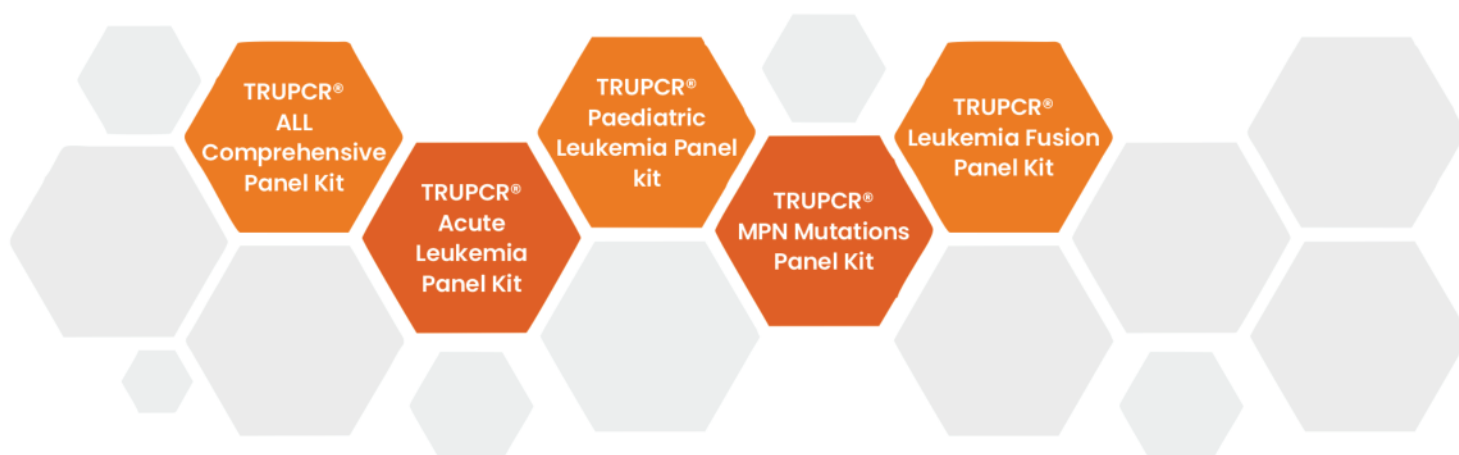 TRUPCR®
ALL
Comprehensive
Panel Kit
TRUPCR®
Acute
Leukemia
Panel Kit
TRUPCR®
Paediatric
Leukemia Panel
kit
TRUPCR®
MPN Mutations
Panel Kit
TRUPCR®
Leukemia Fusion
Panel Kit